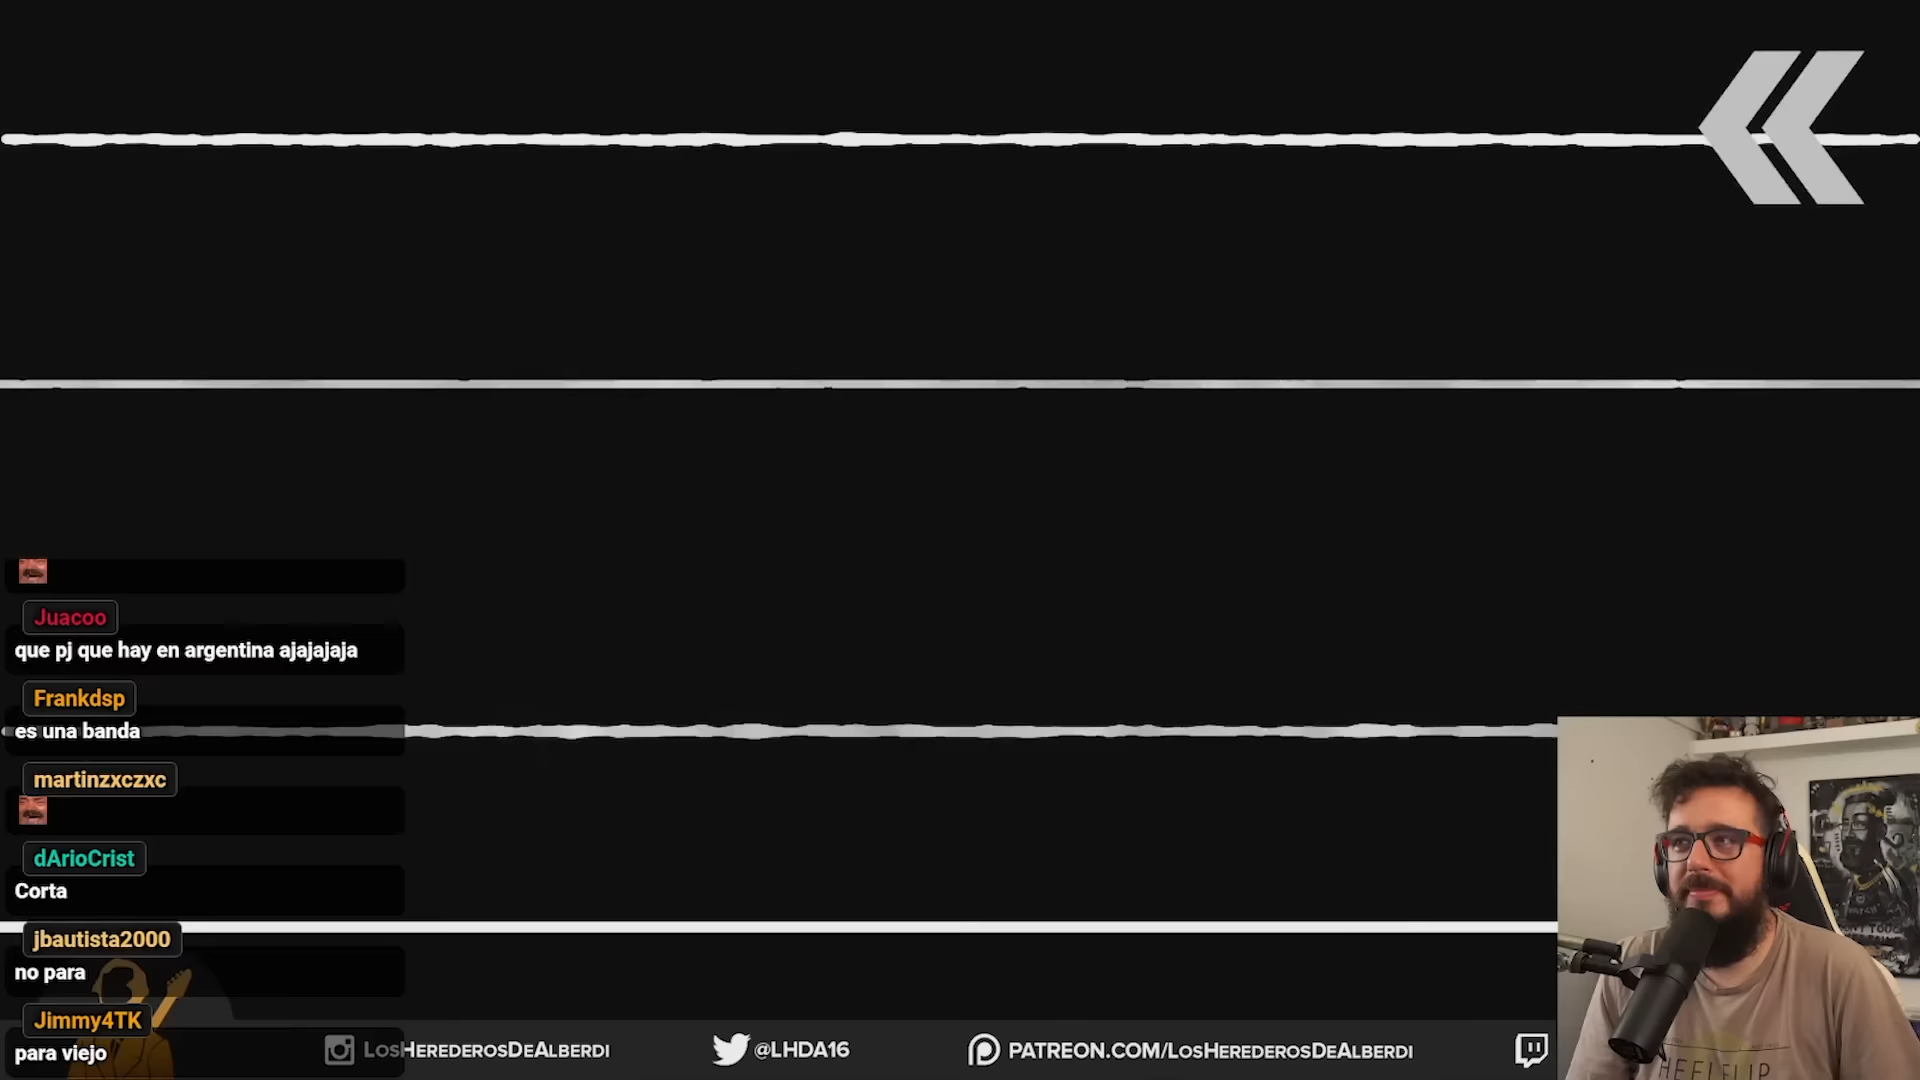 Juacoo
que pj que hay en argentina ajajajaja
Frankdsp
es una banda
martinzxczxc
dArioCrist
Corta
jbautista2000
no para
Jimmy4TK
para viejo
LosHerederosDeAlberdi
@LHDA16
PATREON.COM/LosHerederosDeAlberdi
HEELFLIP